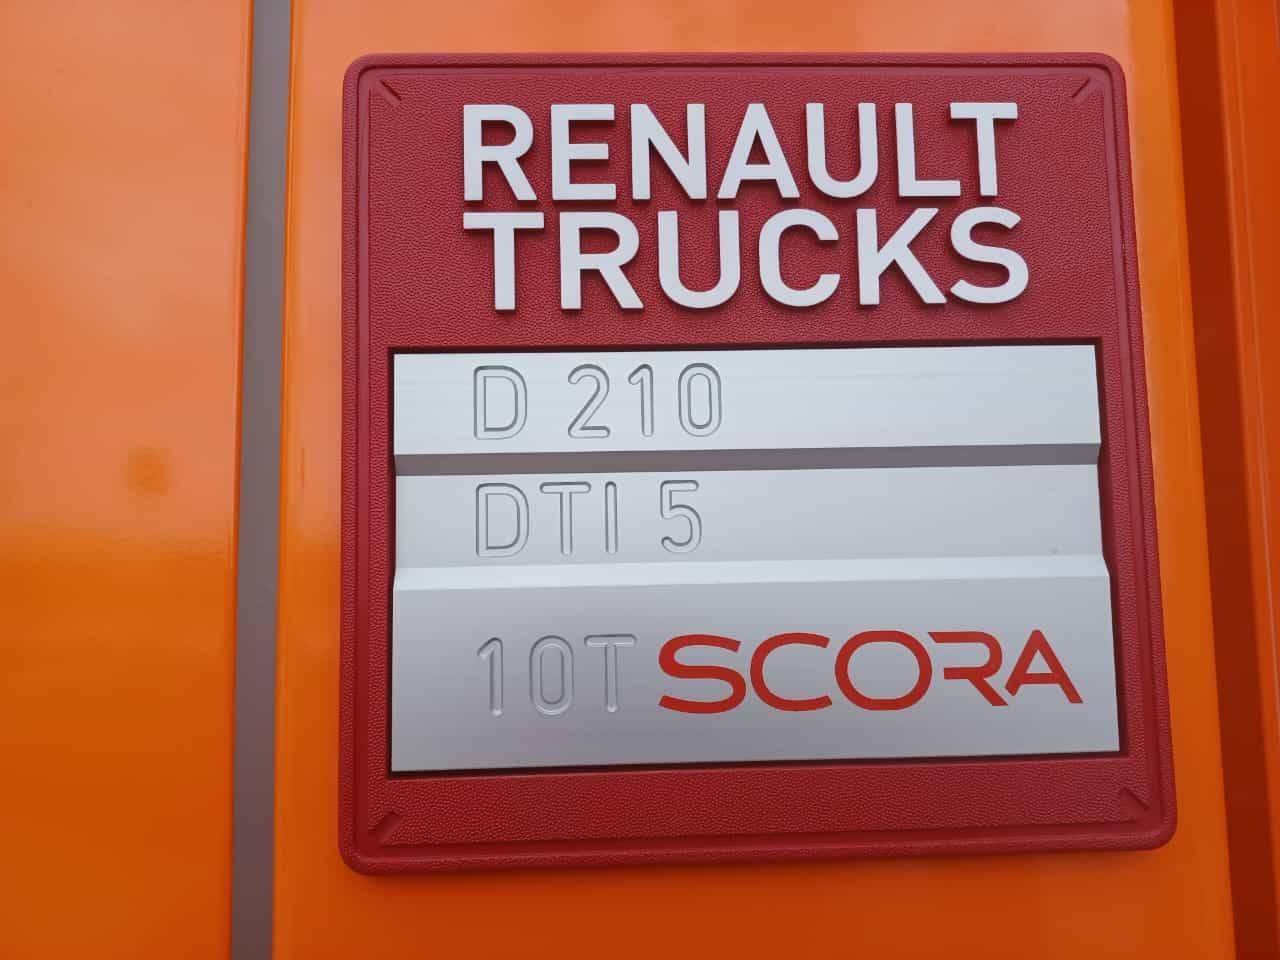 RENAULT
TRUCKS
D 210
DTI 5
10T SCORA